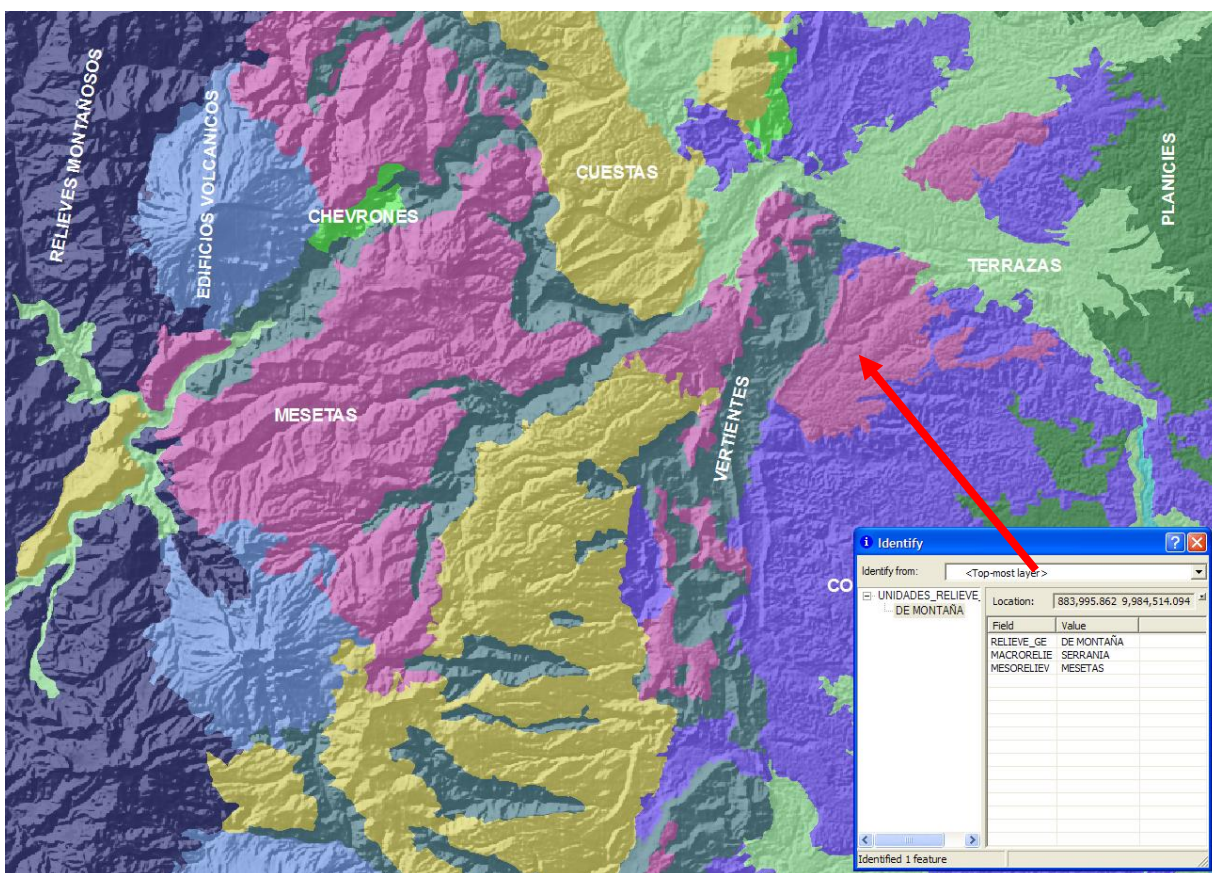 RELIEVES MONTAÑOSOS
EDIFICIOS VOLCANICOS
CHEVRONES
CUESTAS
PLANICIES
TERRAZAS
MESETAS
VERTIENTES
CO
Identify
Identify from: <Top-most layer>
UNIDADES_RELIEVE_
DE MONTAÑA
Location: 883,995.862 9,984,514.094
Field Value
RELIEVE_GE DE MONTAÑA
MACRORELIE SERRANIA
MESORELIEV MESETAS
Identified 1 feature